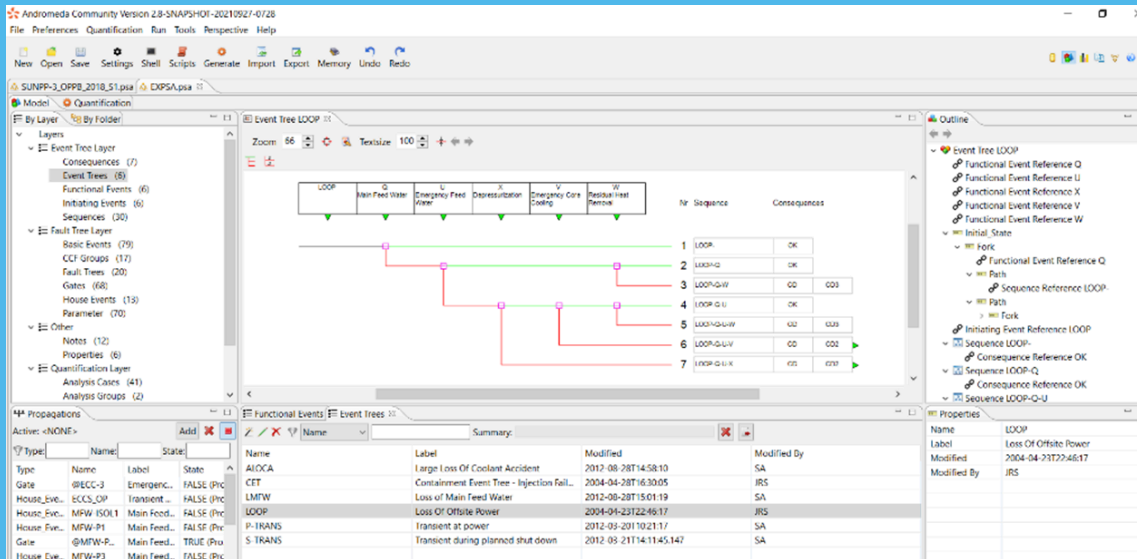 Andromeda Community Version 2.8-SNAPSHOT-20210927-0728
File Preferences Quantification Run Tools Perspective Help
New Open Save Settings Shell Scripts Generate Import Export Memory Undo Redo
SUNPP-3_OPPB_2018_S1.psa EXPSA.psa
Model Quantification
By Layer By Folder
Layers
Event Tree Layer
Consequences (7)
Event Trees (6)
Functional Events (6)
Initiating Events (6)
Sequences (30)
Fault Tree Layer
Basic Events (79)
CCF Groups (17)
Fault Trees (20)
Gates (68)
House Events (13)
Parameter (70)
Other
Notes (12)
Properties (6)
Quantification Layer
Analysis Cases (41)
Analysis Groups (2)
Event Tree LOOP
Zoom 66 Textsize 100
LOOP Q U X V W
Main Feed Water Emergency Feed Water Depressurization Emergency Core Cooling Residual Heat Removal
Nr Sequence Consequences
1 LOOP- OK
2 LOOP-Q OK
3 LOOP-Q-W CD CD3
4 LOOP-Q-U OK
5 LOOP-Q-U-W CD CD3
6 LOOP-Q-U-V CD CD2
7 LOOP-Q-U-X CD CD2
Outline
Event Tree LOOP
Functional Event Reference Q
Functional Event Reference U
Functional Event Reference X
Functional Event Reference V
Functional Event Reference W
Initial_State
Fork
Functional Event Reference Q
Path
Sequence Reference LOOP-
Path
Fork
Initiating Event Reference LOOP
Sequence LOOP-
Consequence Reference OK
Sequence LOOP-Q
Consequence Reference OK
Sequence LOOP-Q-U
Propagations
Active: <NONE> Add
Type: Name: State:
Type Name Label State
Gate @ECC-3 Emergenc... FALSE (Pro
House_Eve... ECCS_OP Transient ... FALSE (Pro
House_Eve... MFW-ISOL1 Main Feed... FALSE (Pro
House_Eve... MFW-P1 Main Feed... FALSE (Pro
Gate @MFW-P... Main Feed... TRUE (Pro
House_Eve... MFW-P3 Main Feed... FALSE (Pro
Functional Events Event Trees
Name Summary:
Name Label Modified Modified By
ALOCA Large Loss Of Coolant Accident 2012-08-28T14:58:10 SA
CET Containment Event Tree - Injection Fail... 2004-04-28T16:30:05 JRS
LMFW Loss of Main Feed Water 2012-08-28T15:01:19 SA
LOOP Loss Of Offsite Power 2004-04-23T22:46:17 JRS
P-TRANS Transient at power 2012-03-20T10:21:17 SA
S-TRANS Transient during planned shut down 2012-03-21T14:11:45.147 SA
Properties
Name LOOP
Label Loss Of Offsite Power
Modified 2004-04-23T22:46:17
Modified By JRS